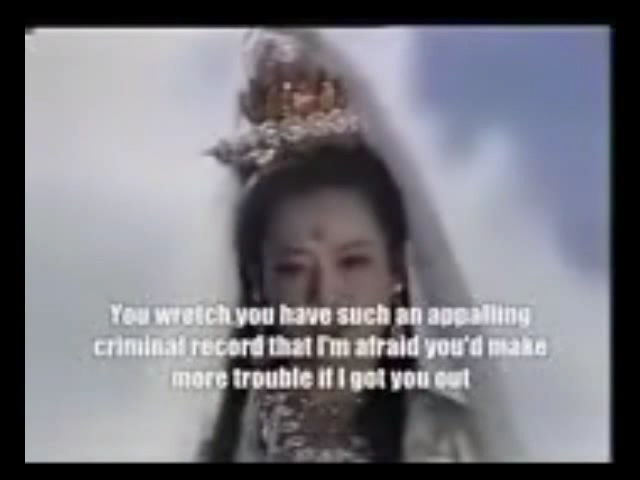 You wretch,you have such an appalling
criminal record that I'm afraid you'd make
more trouble if I got you out